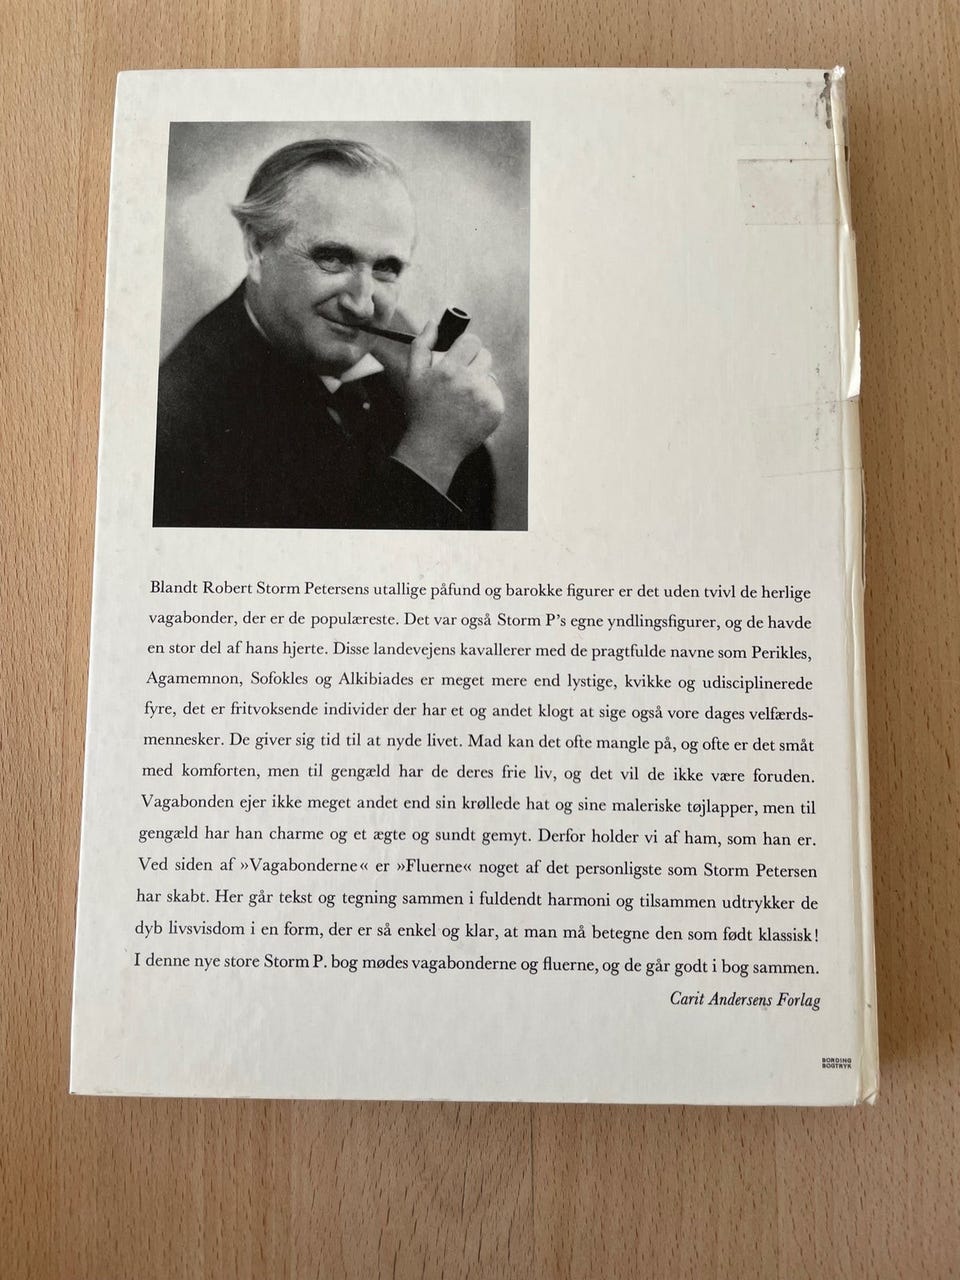 Blandt Robert Storm Petersens utallige påfund og barokke figurer er det uden tvivl de herlige
vagabonder, der er de populæreste. Det var også Storm P's egne yndlingsfigurer, og de havde
en stor del af hans hjerte. Disse landevejens kavallerer med de pragtfulde navne som Perikles,
Agamemnon, Sofokles og Alkibiades er meget mere end lystige, kvikke og udisciplinerede
fyre, det er fritvoksende individer der har et og andet klogt at sige også vore dages velfærds-
mennesker. De giver sig tid til at nyde livet. Mad kan det ofte mangle på, og ofte er det småt
med komforten, men til gengæld har de deres frie liv, og det vil de ikke være foruden.
Vagabonden ejer ikke meget andet end sin krøllede hat og sine maleriske tøjlapper, men til
gengæld har han charme og et ægte og sundt gemyt. Derfor holder vi af ham, som han er.
Ved siden af »Vagabonderne« er »Fluerne« noget af det personligste som Storm Petersen
har skabt. Her går tekst og tegning sammen i fuldendt harmoni og tilsammen udtrykker de
dyb livsvisdom i en form, der er så enkel og klar, at man må betegne den som født klassisk!
I denne nye store Storm P. bog mødes vagabonderne og fluerne, og de går godt i bog sammen.
Carit Andersens Forlag
BORDING
BOGTRYK